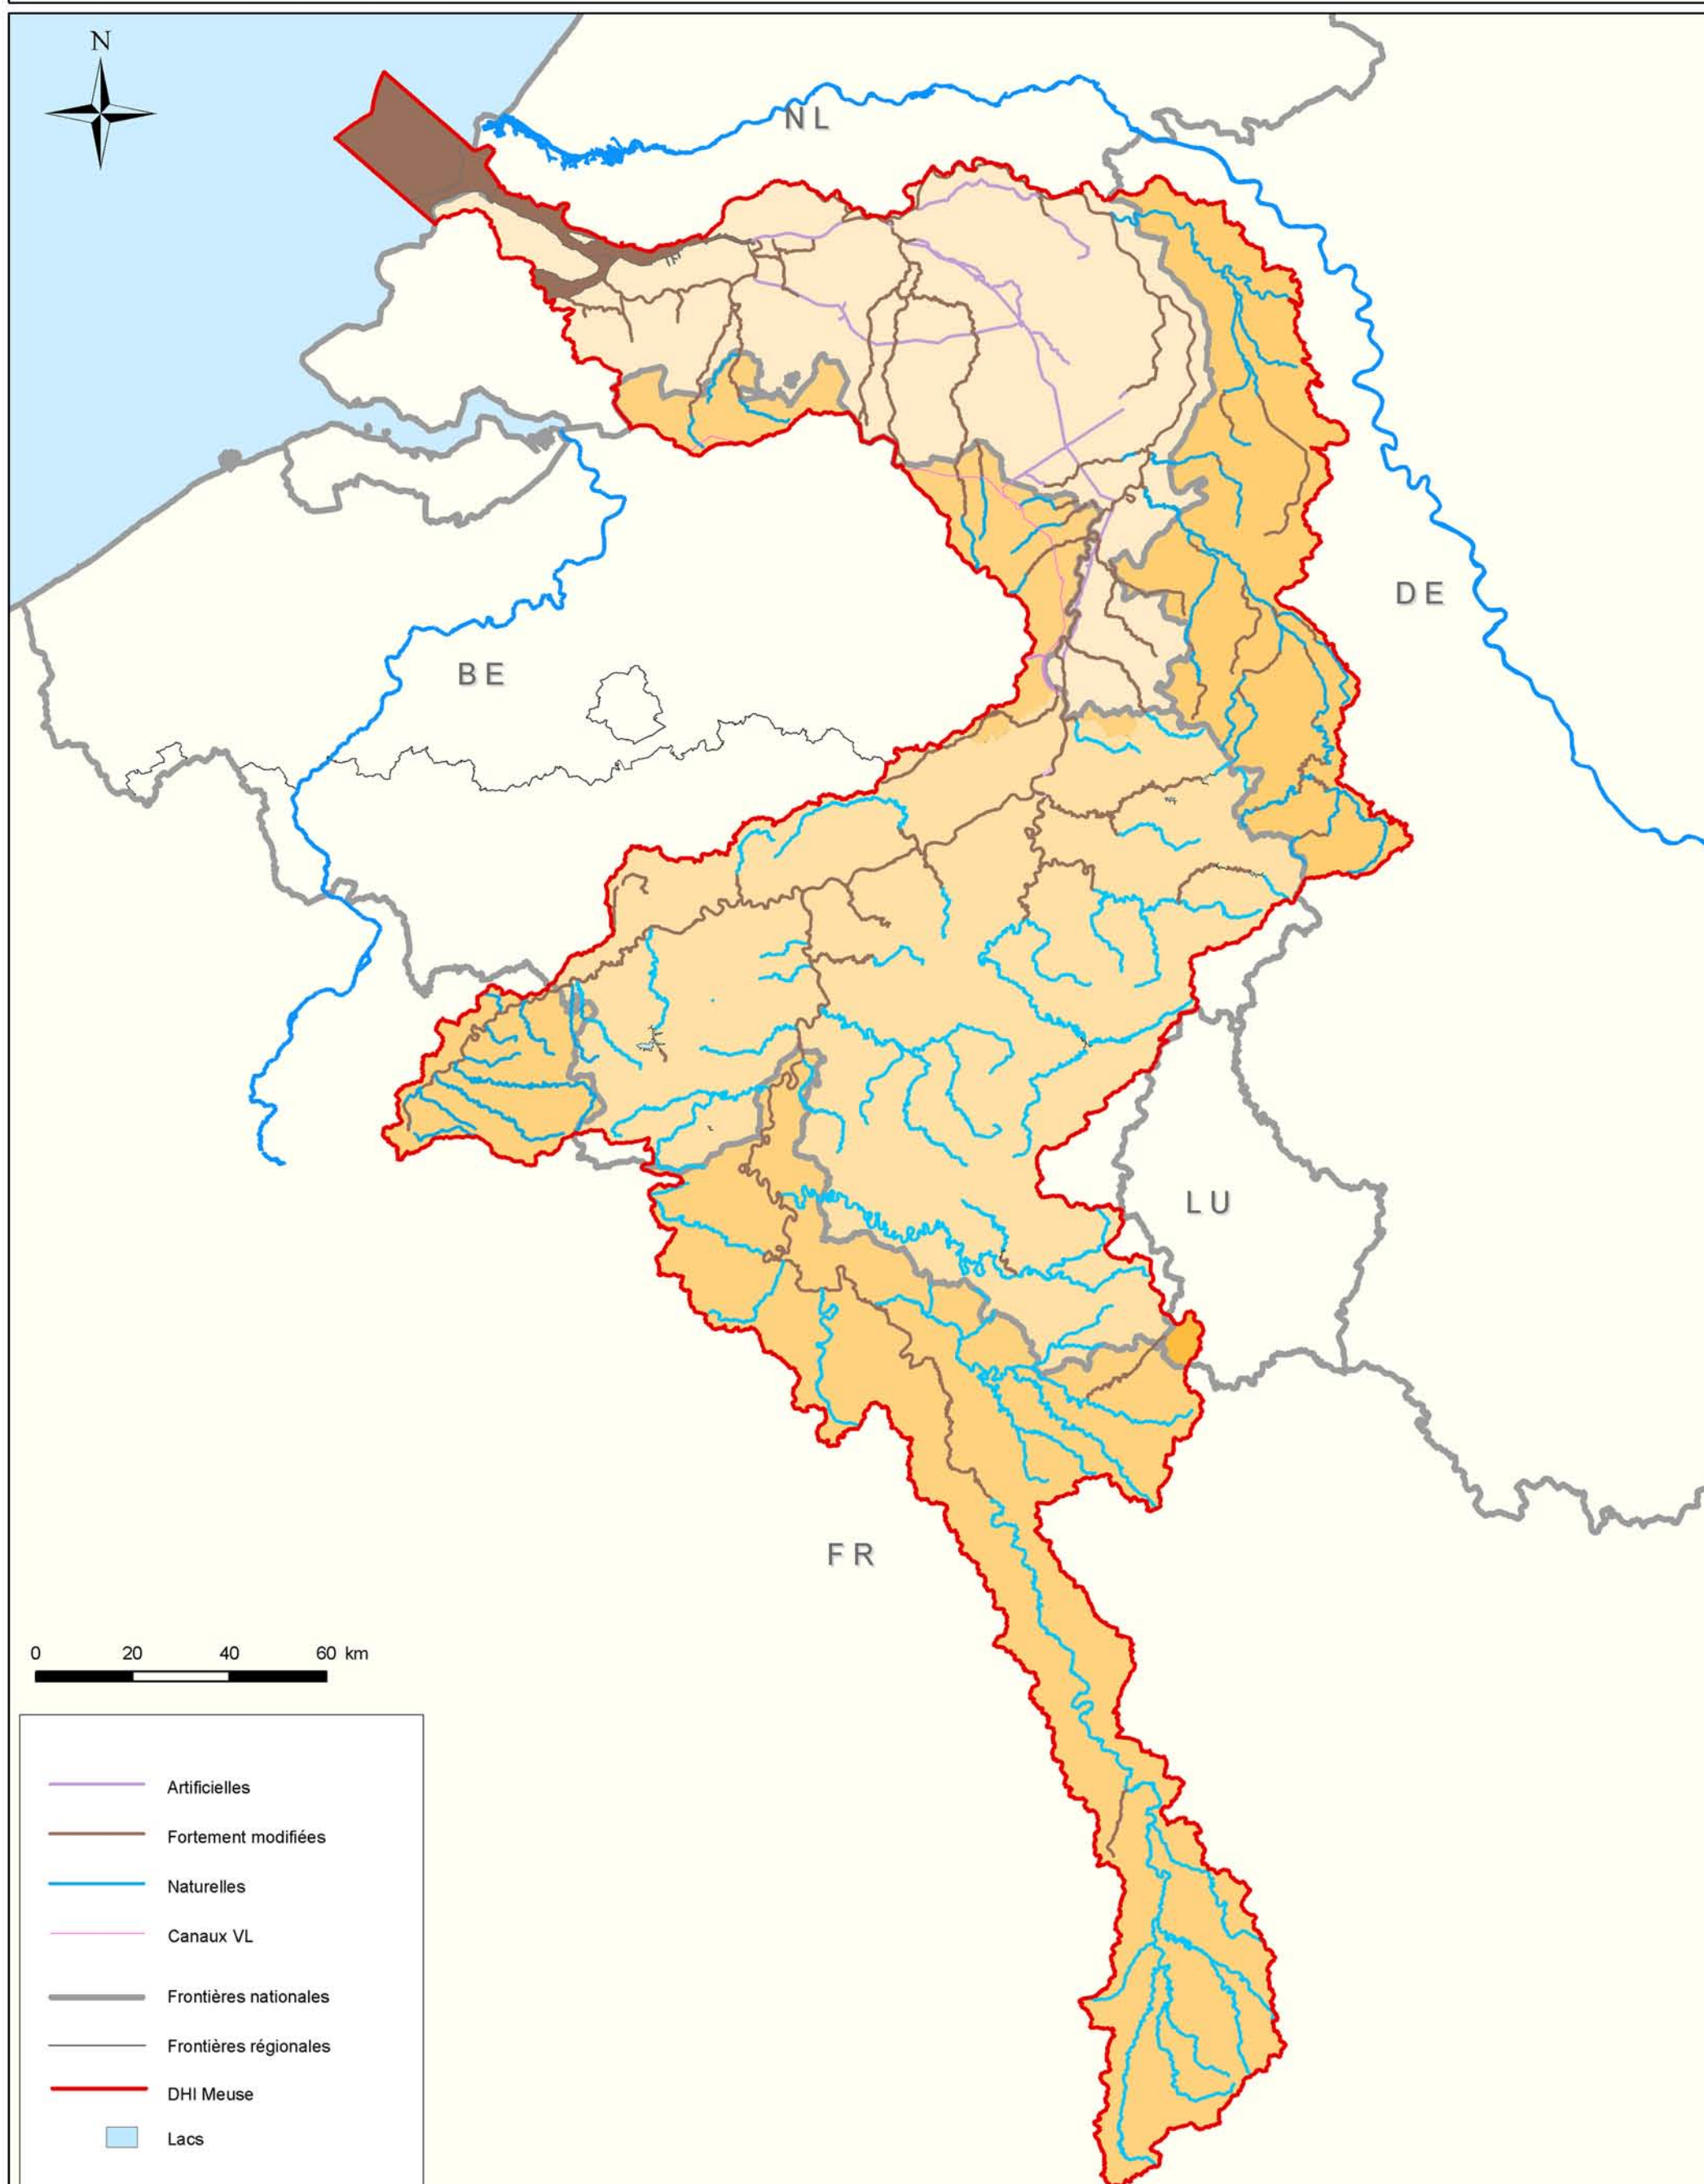 N
NL
DE
BE
LU
FR
0 20 40 60 km
Artificielles
Fortement modifiées
Naturelles
Canaux VL
Frontières nationales
Frontières régionales
DHI Meuse
Lacs